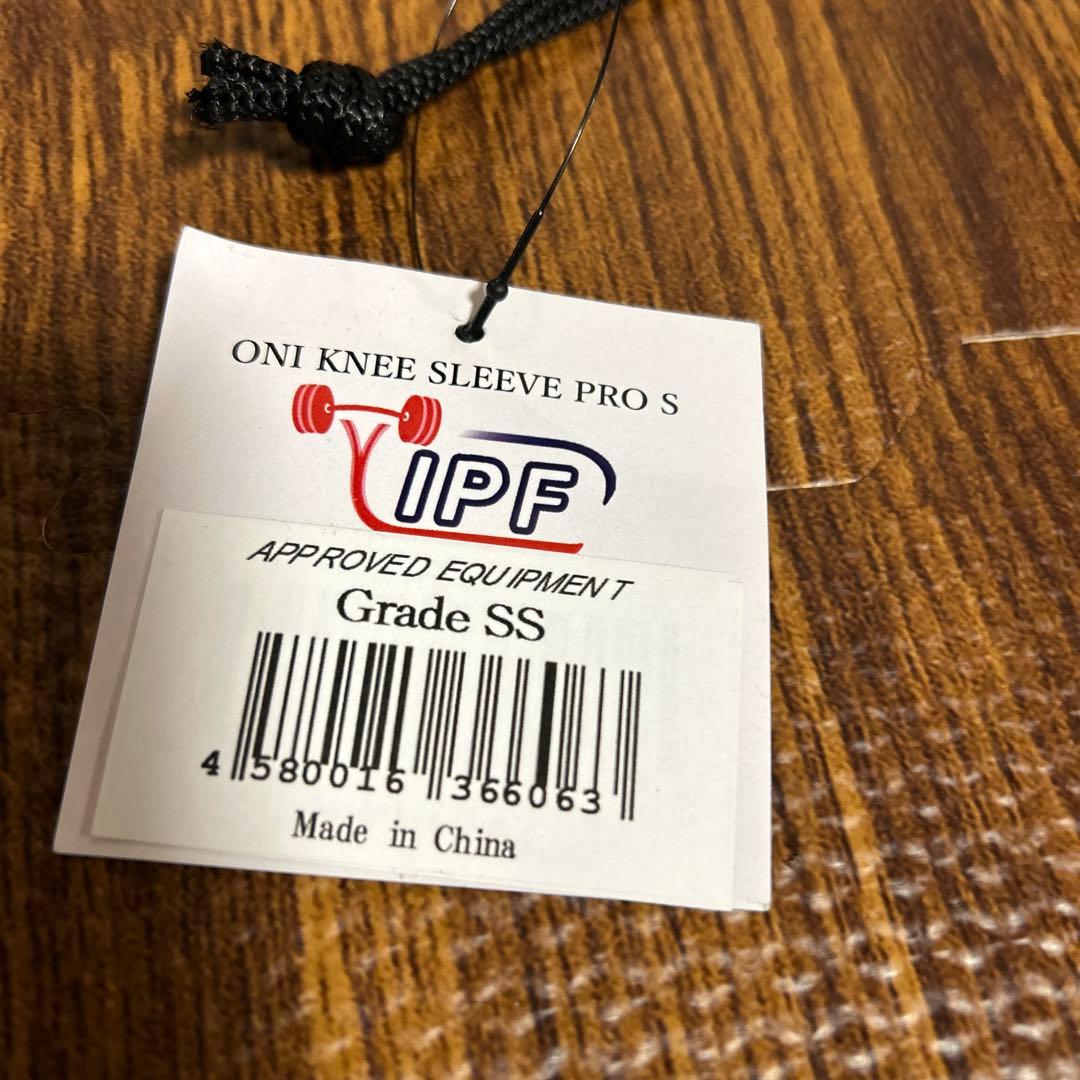 ONI KNEE SLEEVE PRO S
IPF
APPROVED EQUIPMENT
Grade SS
4 580016 366063
Made in China